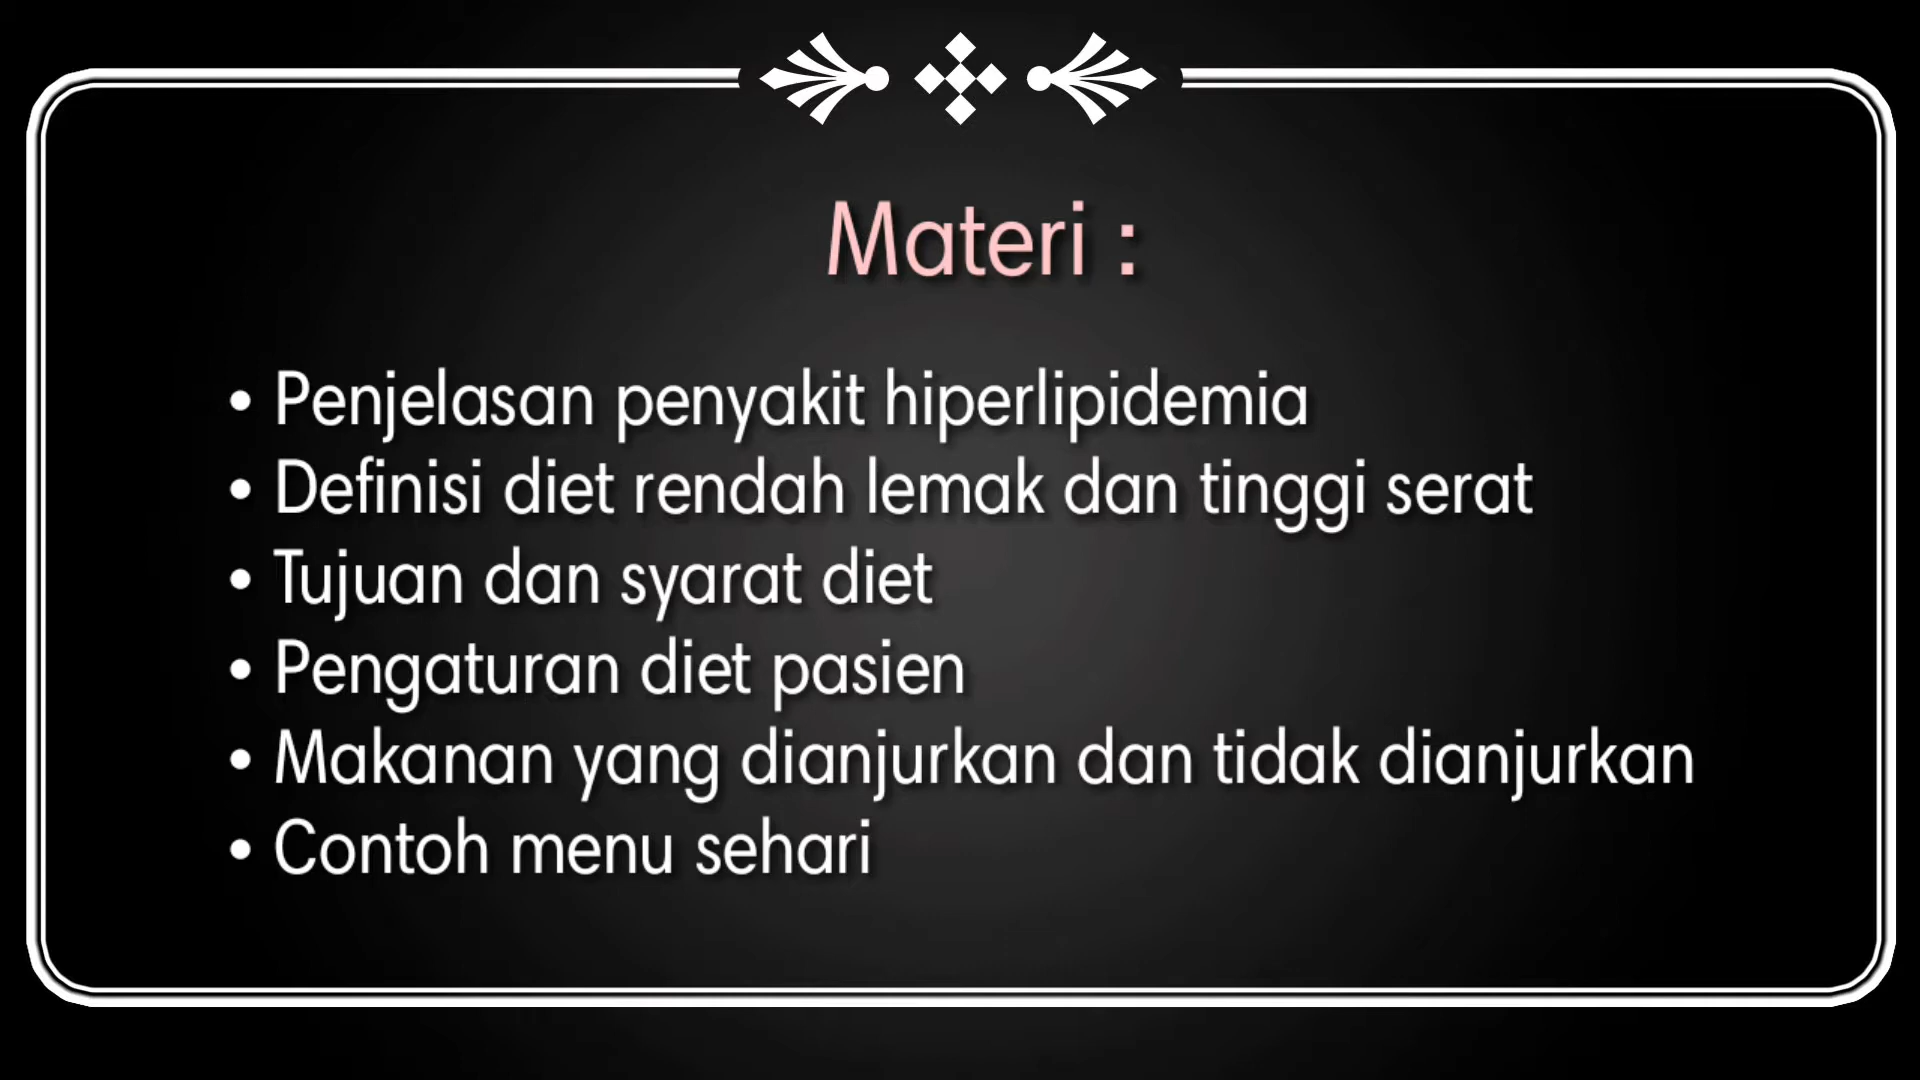 Materi :
• Penjelasan penyakit hiperlipidemia
• Definisi diet rendah lemak dan tinggi serat
• Tujuan dan syarat diet
• Pengaturan diet pasien
• Makanan yang dianjurkan dan tidak dianjurkan
• Contoh menu sehari